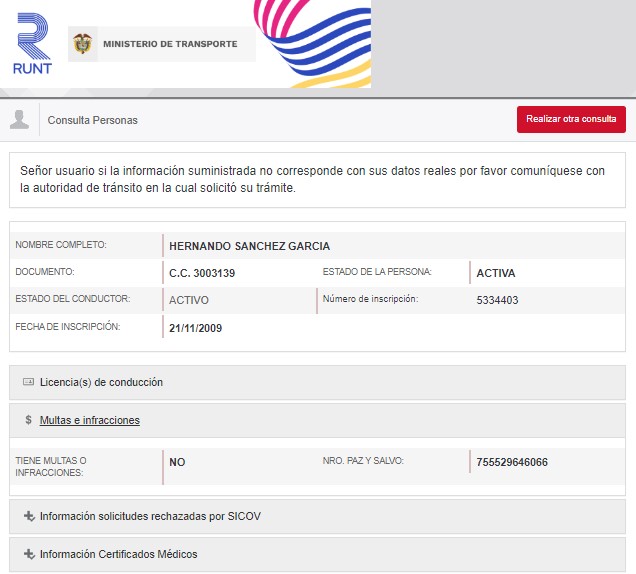 RUNT
MINISTERIO DE TRANSPORTE
Consulta Personas
Realizar otra consulta
Señor usuario si la información suministrada no corresponde con sus datos reales por favor comuníquese con
la autoridad de tránsito en la cual solicitó su trámite.
NOMBRE COMPLETO: HERNANDO SANCHEZ GARCIA
DOCUMENTO: C.C. 3003139 ESTADO DE LA PERSONA: ACTIVA
ESTADO DEL CONDUCTOR: ACTIVO Número de inscripción: 5334403
FECHA DE INSCRIPCIÓN: 21/11/2009
Licencia(s) de conducción
$ Multas e infracciones
TIENE MULTAS O
INFRACCIONES: NO NRO. PAZ Y SALVO: 755529646066
Información solicitudes rechazadas por SICOV
Información Certificados Médicos